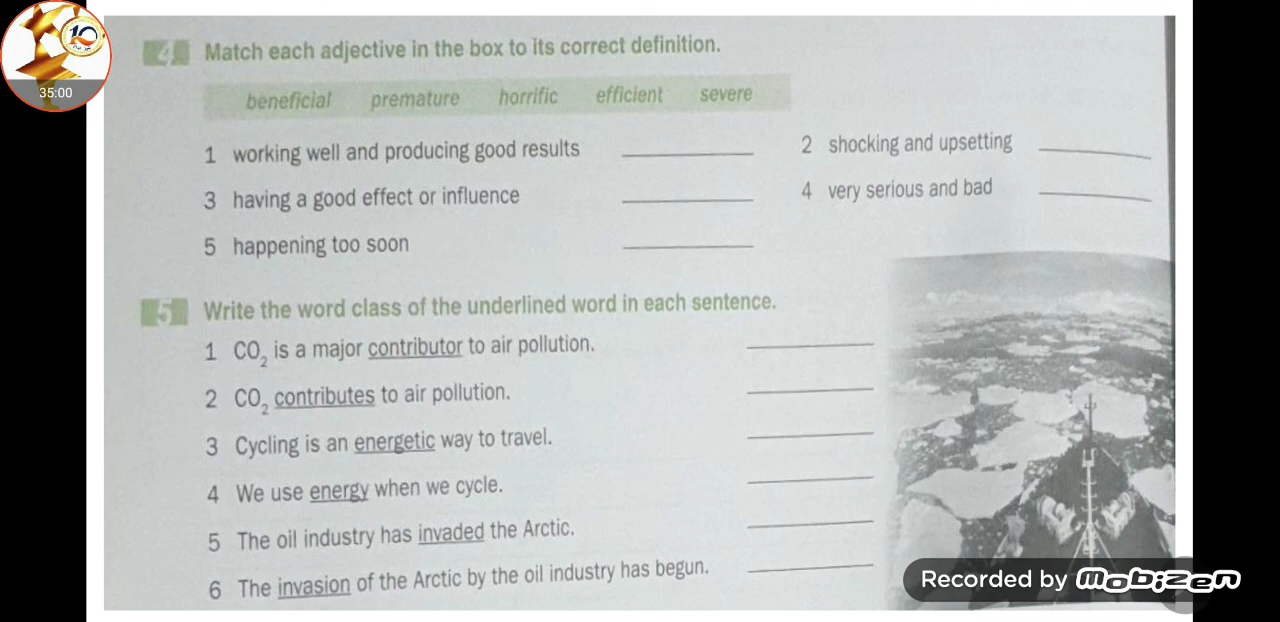 10
35:00
4 Match each adjective in the box to its correct definition.
beneficial premature horrific efficient severe
1 working well and producing good results
2 shocking and upsetting
3 having a good effect or influence
4 very serious and bad
5 happening too soon
5 Write the word class of the underlined word in each sentence.
1 CO₂ is a major contributor to air pollution.
2 CO₂ contributes to air pollution.
3 Cycling is an energetic way to travel.
4 We use energy when we cycle.
5 The oil industry has invaded the Arctic.
6 The invasion of the Arctic by the oil industry has begun.
Recorded by Mobizen